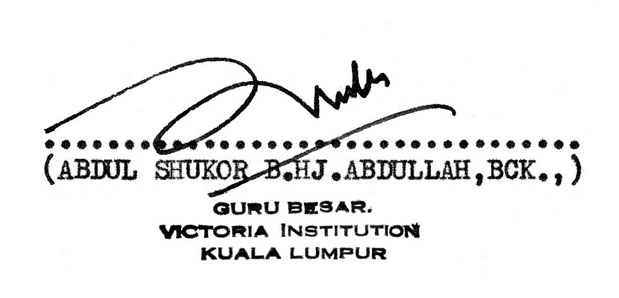 (ABDUL SHUKOR B.HJ.ABDULLAH,BCK.,)
GURU BESAR.
VICTORIA INSTITUTION
KUALA LUMPUR